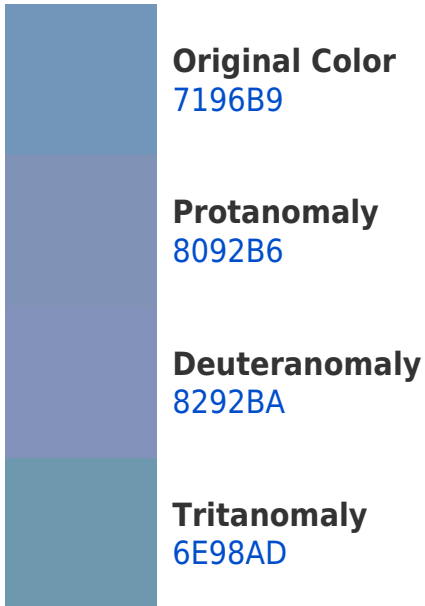 Original Color
7196B9
Protanomaly
8092B6
Deuteranomaly
8292BA
Tritanomaly
6E98AD